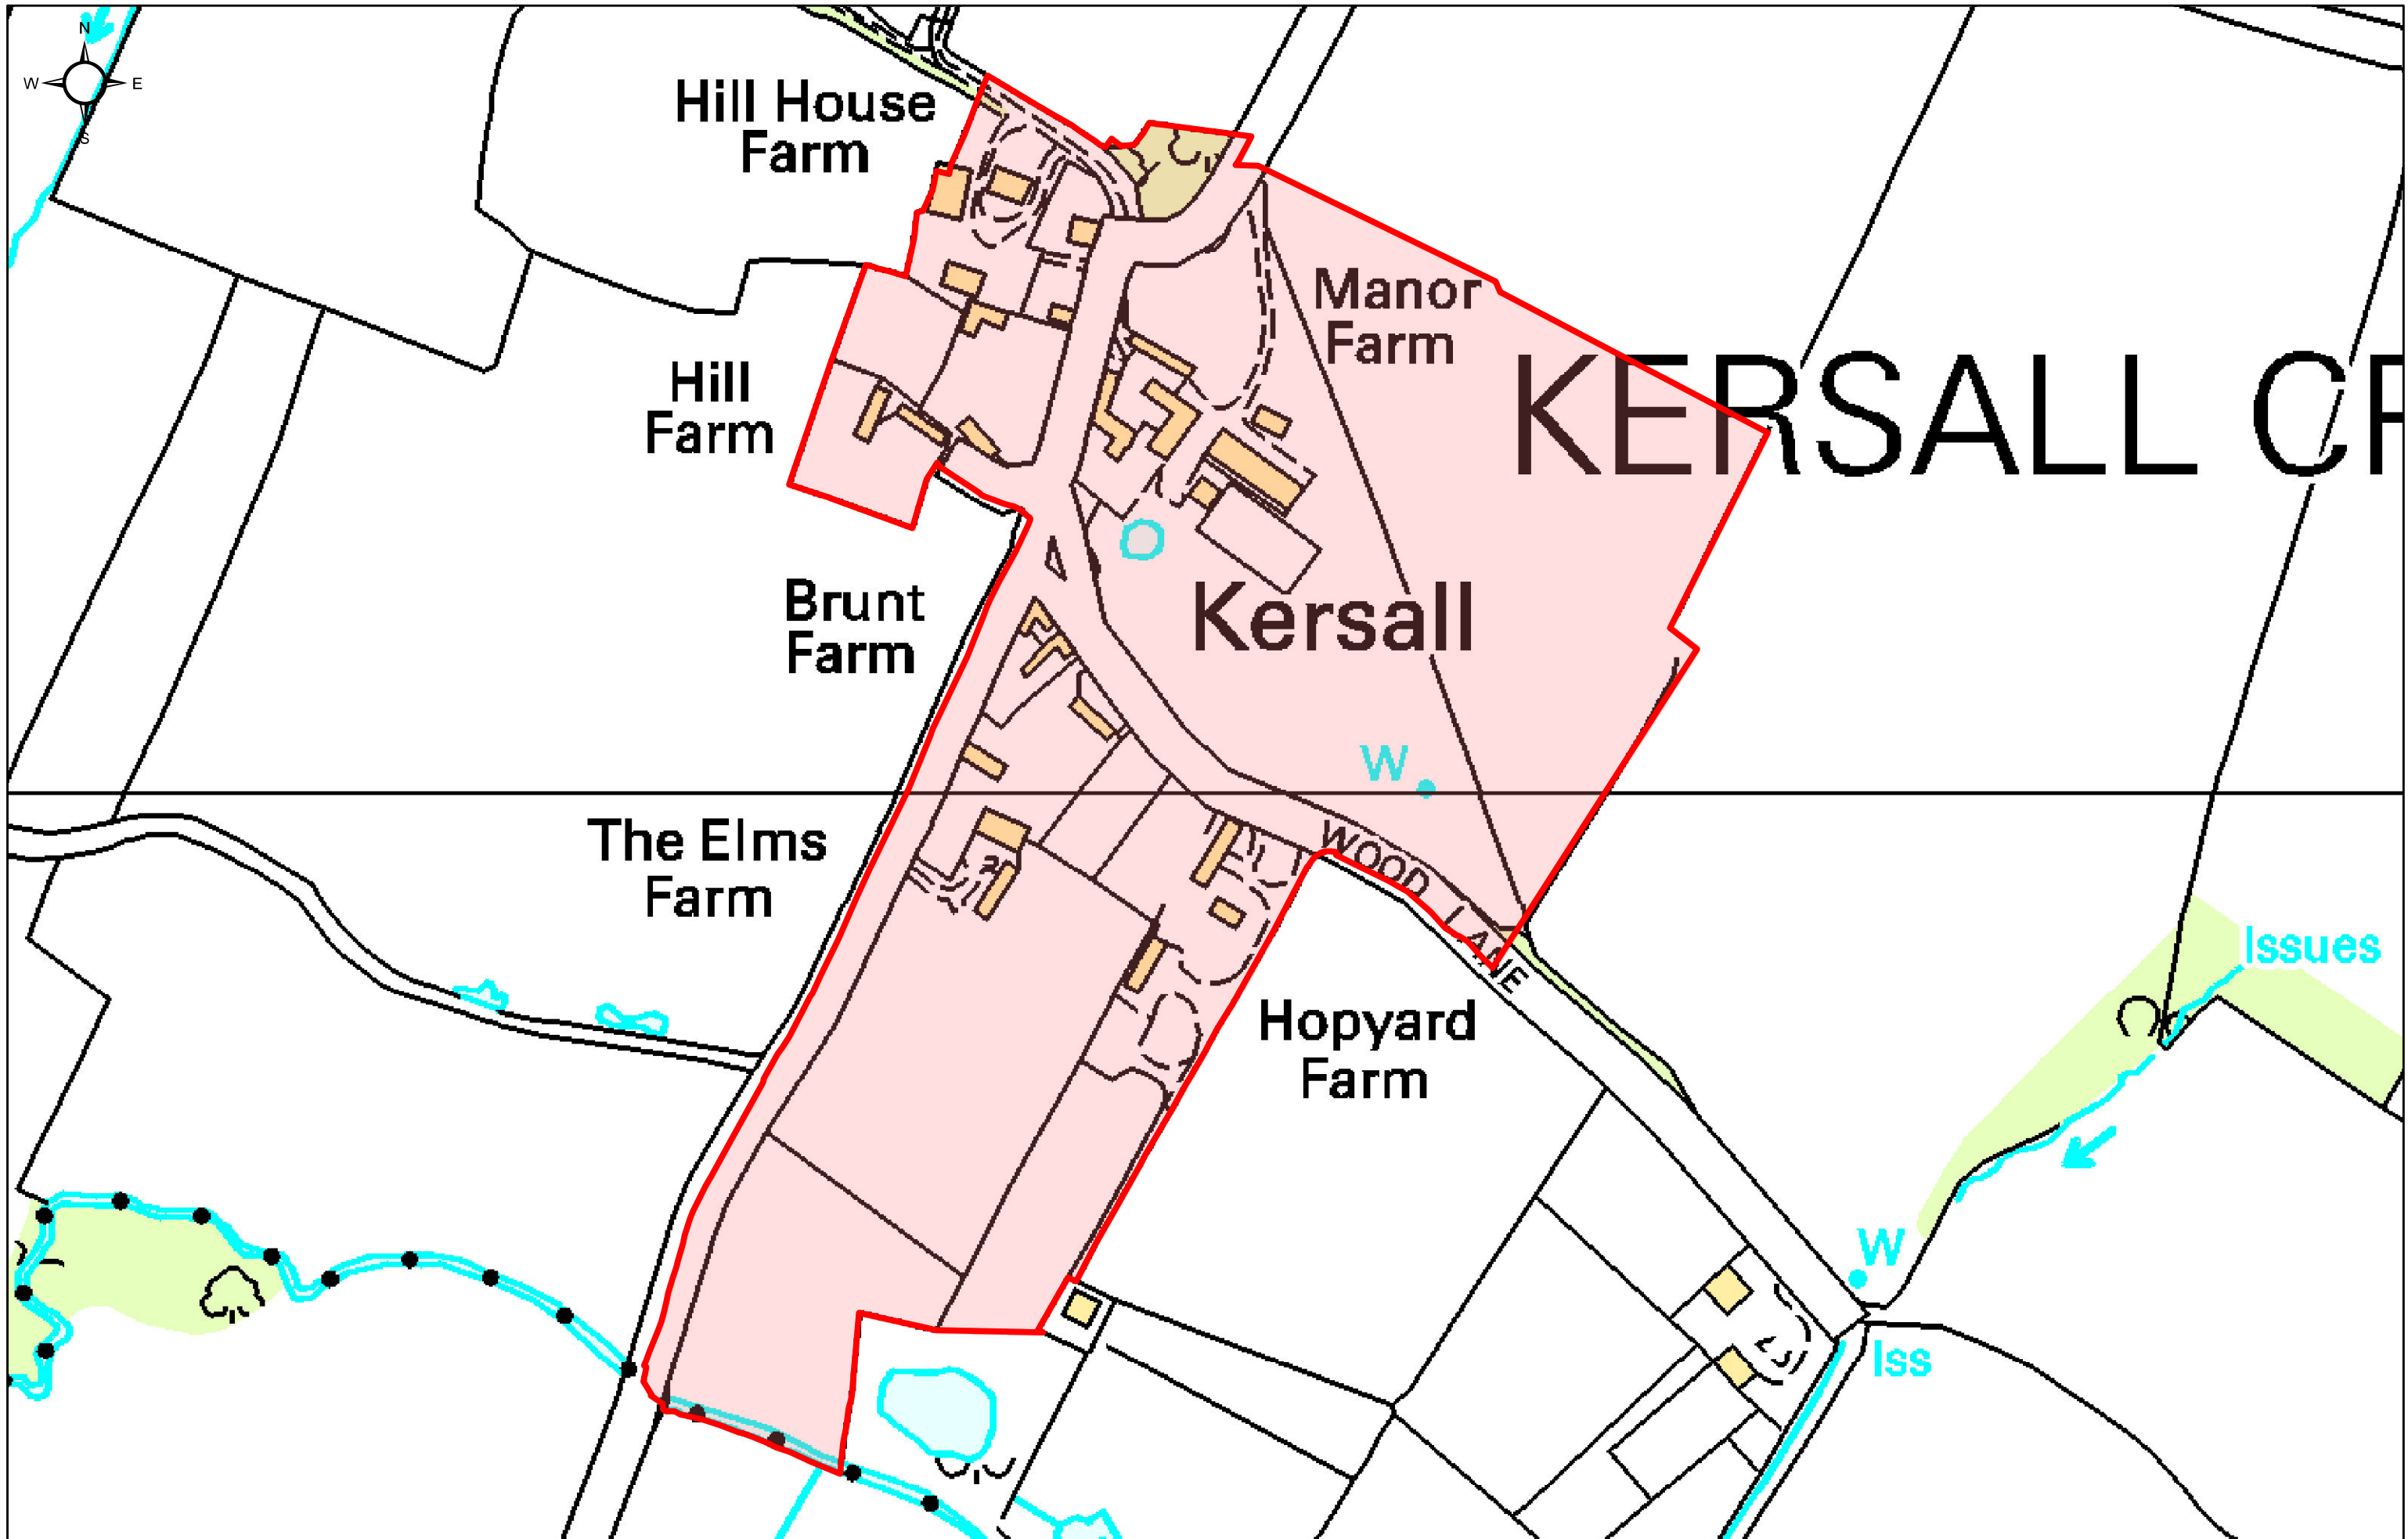 N
W
E
S
Hill House
Farm
Manor
Farm
KERSALL CR
Hill
Farm
Brunt
Farm
Kersall
W
The Elms
Farm
WOOD LANE
Issues
Hopyard
Farm
W
Iss